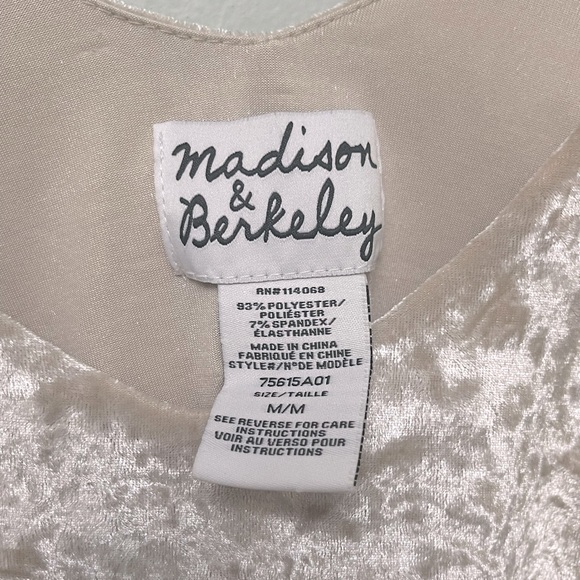 madison
&
Berkeley
RN#114068
93% POLYESTER/
POLIÉSTER
7% SPANDEX/
ÉLASTHANNE
MADE IN CHINA
FABRIQUÉ EN CHINE
STYLE#/N°DE MODÈLE
75615A01
SIZE/TAILLE
M/M
SEE REVERSE FOR CARE
INSTRUCTIONS
VOIR AU VERSO POUR
INSTRUCTIONS